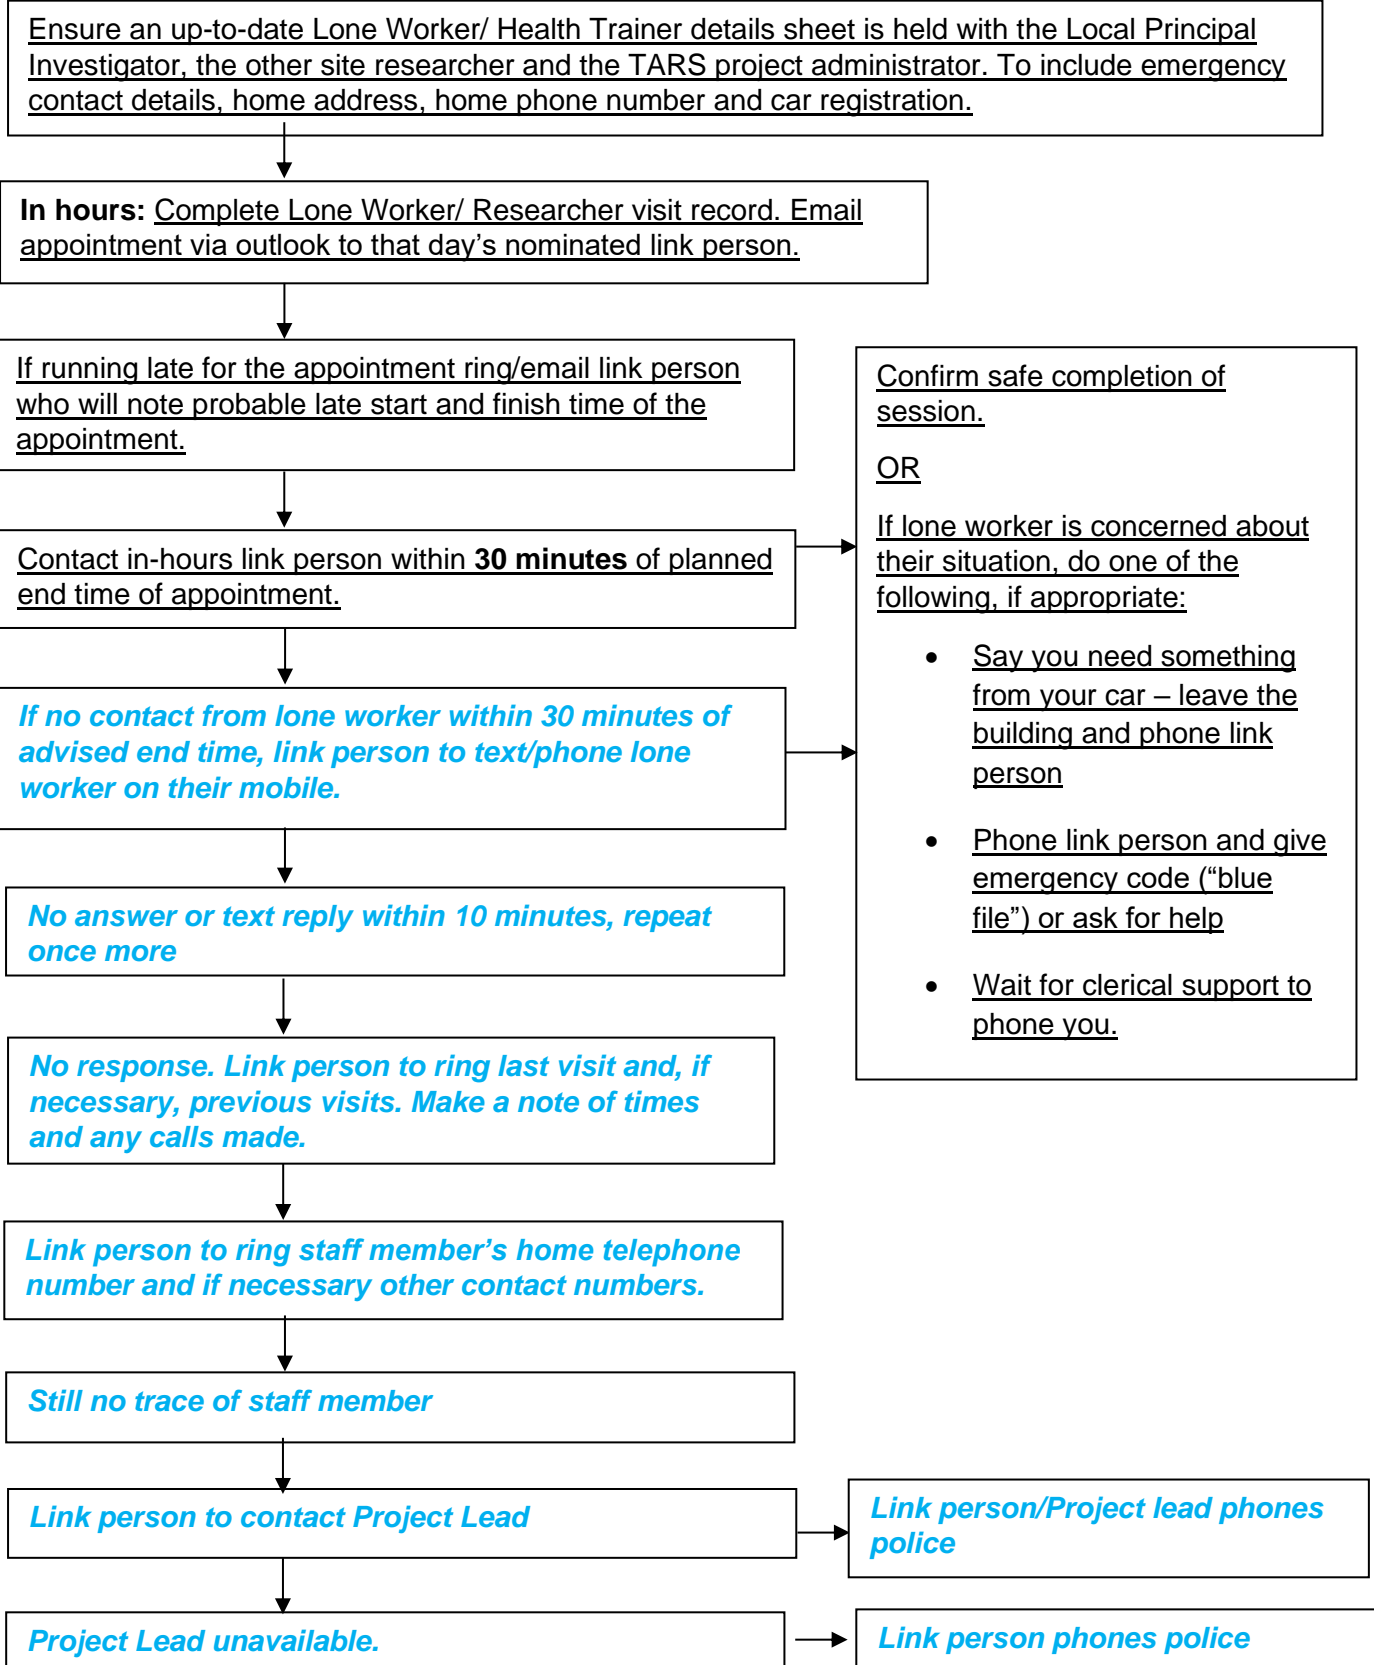 Ensure an up-to-date Lone Worker/ Health Trainer details sheet is held with the Local Principal
Investigator, the other site researcher and the TARS project administrator. To include emergency
contact details, home address, home phone number and car registration.
In hours: Complete Lone Worker/ Researcher visit record. Email
appointment via outlook to that day’s nominated link person.
If running late for the appointment ring/email link person
who will note probable late start and finish time of the
appointment.
Contact in-hours link person within 30 minutes of planned
end time of appointment.
Confirm safe completion of
session.
OR
If lone worker is concerned about
their situation, do one of the
following, if appropriate:
• Say you need something
from your car – leave the
building and phone link
person
• Phone link person and give
emergency code (“blue
file”) or ask for help
• Wait for clerical support to
phone you.
If no contact from lone worker within 30 minutes of
advised end time, link person to text/phone lone
worker on their mobile.
No answer or text reply within 10 minutes, repeat
once more
No response. Link person to ring last visit and, if
necessary, previous visits. Make a note of times
and any calls made.
Link person to ring staff member’s home telephone
number and if necessary other contact numbers.
Still no trace of staff member
Link person to contact Project Lead
Link person/Project lead phones
police
Project Lead unavailable.
Link person phones police